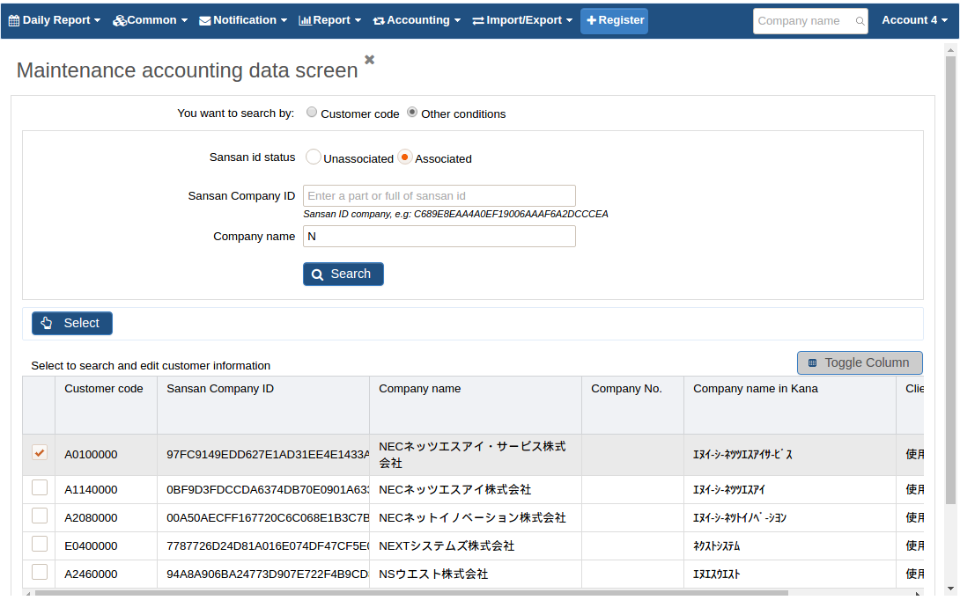 Daily Report Common Notification Report Accounting Import/Export Register Company name Account 4
Maintenance accounting data screen
You want to search by: Customer code Other conditions
Sansan id status Unassociated Associated
Sansan Company ID Enter a part or full of sansan id
Sansan ID company, e.g: C689E8EAA4A0EF19006AAAF6A2DCCCEA
Company name N
Search
Select
Toggle Column
Select to search and edit customer information
Customer code Sansan Company ID Company name Company No. Company name in Kana Clie
A0100000 97FC9149EDD627E1AD31EE4E1433A NECネッツエスアイ・サービス株式 ｴﾇｲ-ｼ-ﾈｯﾂｴｽｱｲｻ-ﾋﾞｽ 使用
会社
A1140000 0BF9D3FDCCDA6374DB70E0901A633 NECネッツエスアイ株式会社 ｴﾇｲ-ｼ-ﾈｯﾂｴｽｱｲ 使用
A2080000 00A50AECFF167720C6C068E1B3C7B NECネットイノベーション株式会社 ｴﾇｲ-ｼ-ﾈｯﾄｲﾉﾍﾞ-ｼｮﾝ 使用
E0400000 7787726D24D81A016E074DF47CF5E0 NEXTシステムズ株式会社 ﾈｸｽﾄｼｽﾃﾑｽﾞ 使用
A2460000 94A8A906BA24773D907E722F4B9CD NSウエスト株式会社 ｴﾇｴｽｳｴｽﾄ 使用